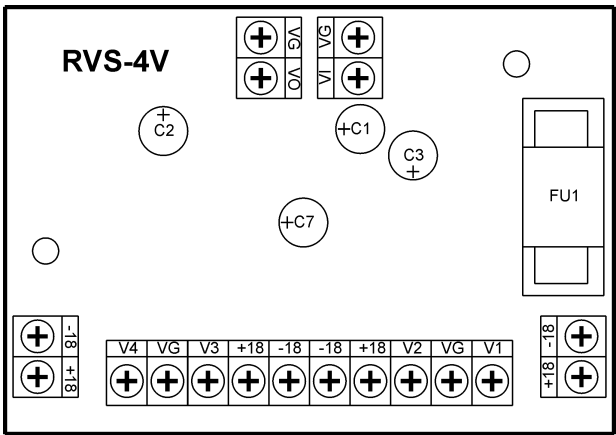 RVS-4V
VG
VO
VG
VI
C2
C1
C3
C7
FU1
-18
+18
V4 VG V3 +18 -18 -18 +18 V2 VG V1
-18
+18